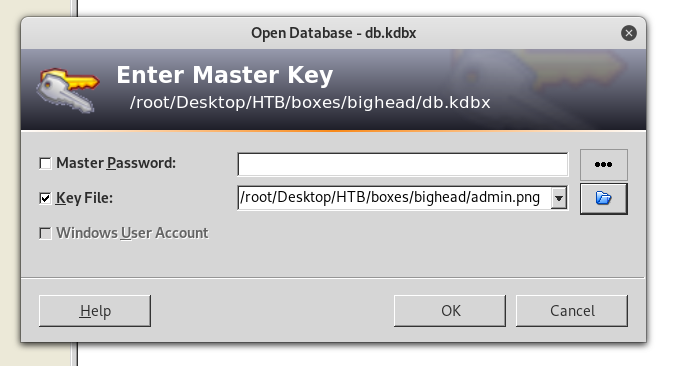 Open Database - db.kdbx
Enter Master Key
/root/Desktop/HTB/boxes/bighead/db.kdbx
Master Password:
Key File:
/root/Desktop/HTB/boxes/bighead/admin.png
Windows User Account
Help
OK
Cancel